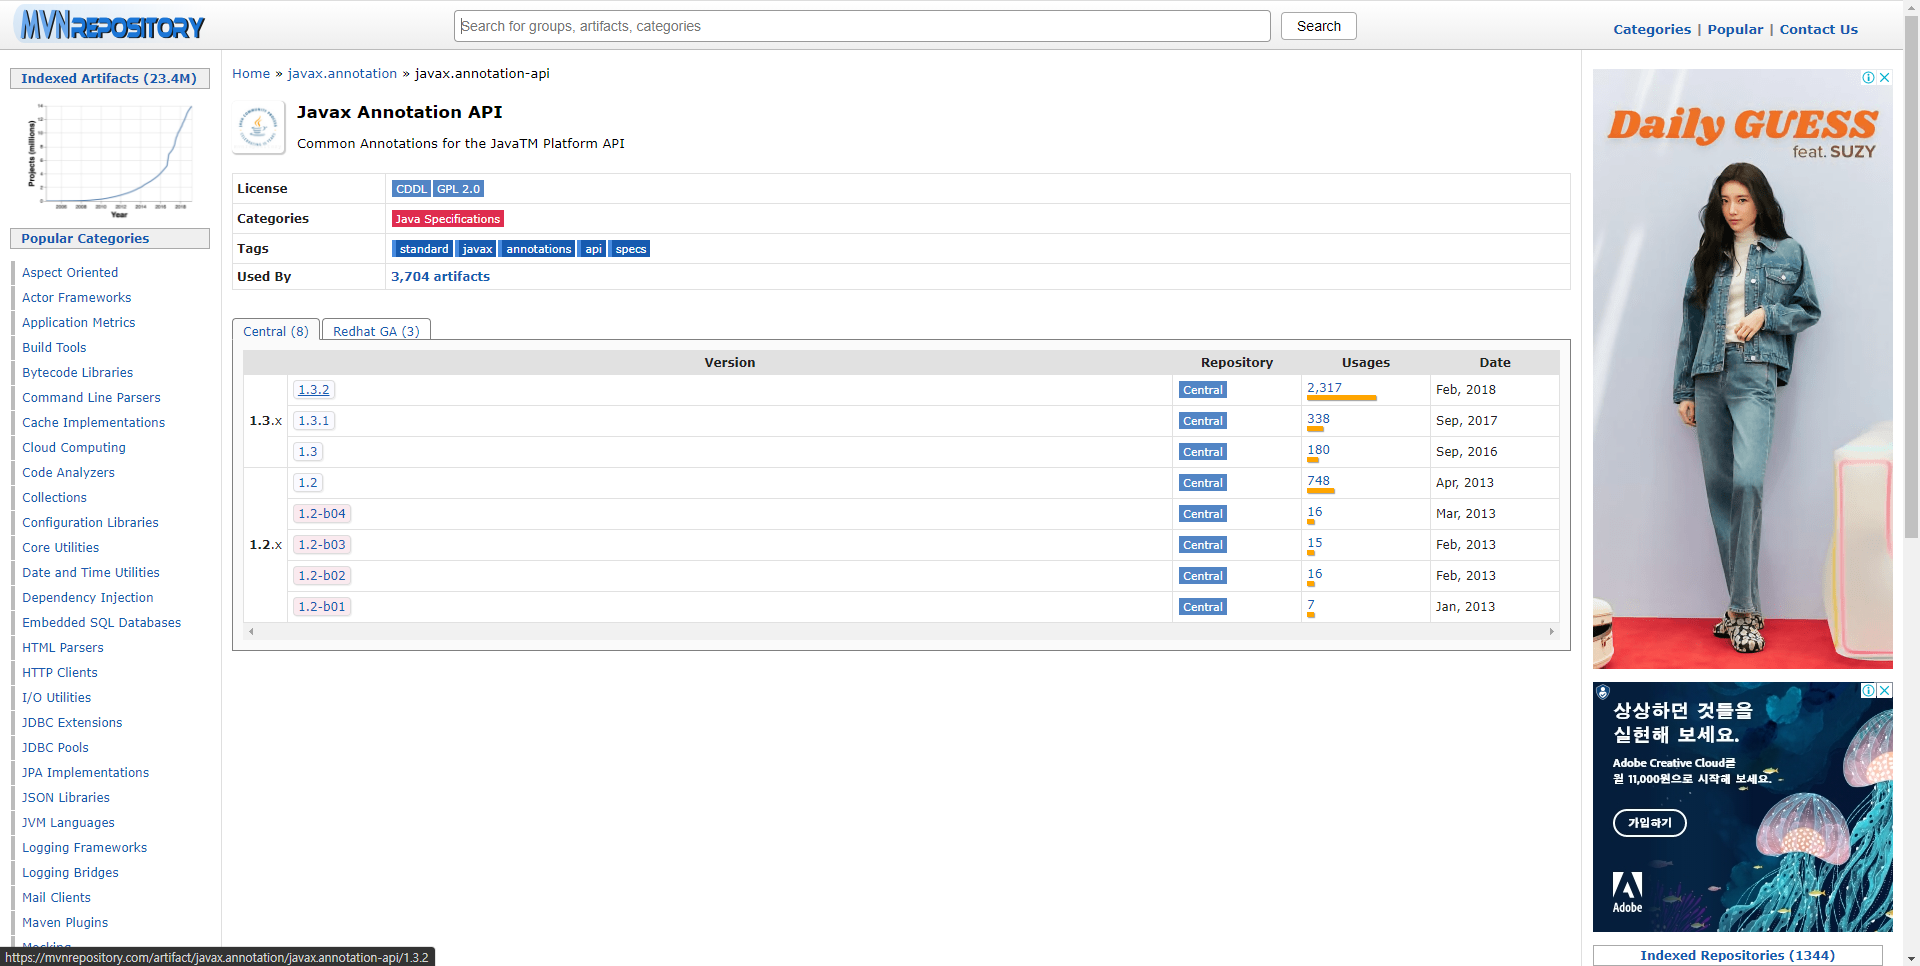 MVNREPOSITORY
Search for groups, artifacts, categories
Search
Categories | Popular | Contact Us
Indexed Artifacts (23.4M)
Projects (millions)
Year
Popular Categories
Aspect Oriented
Actor Frameworks
Application Metrics
Build Tools
Bytecode Libraries
Command Line Parsers
Cache Implementations
Cloud Computing
Code Analyzers
Collections
Configuration Libraries
Core Utilities
Date and Time Utilities
Dependency Injection
Embedded SQL Databases
HTML Parsers
HTTP Clients
I/O Utilities
JDBC Extensions
JDBC Pools
JPA Implementations
JSON Libraries
JVM Languages
Logging Frameworks
Logging Bridges
Mail Clients
Maven Plugins
Mocking
https://mvnrepository.com/artifact/javax.annotation/javax.annotation-api/1.3.2
Home » javax.annotation » javax.annotation-api
Javax Annotation API
Common Annotations for the JavaTM Platform API
License CDDL GPL 2.0
Categories Java Specifications
Tags standard javax annotations api specs
Used By 3,704 artifacts
Central (8) Redhat GA (3)
Version Repository Usages Date
1.3.x
1.3.2 Central 2,317 Feb, 2018
1.3.1 Central 338 Sep, 2017
1.3 Central 180 Sep, 2016
1.2.x
1.2 Central 748 Apr, 2013
1.2-b04 Central 16 Mar, 2013
1.2-b03 Central 15 Feb, 2013
1.2-b02 Central 16 Feb, 2013
1.2-b01 Central 7 Jan, 2013
Daily GUESS
feat. SUZY
상상하던 것들을
실현해 보세요.
Adobe Creative Cloud를
월 11,000원으로 시작해 보세요.
가입하기
Adobe
Indexed Repositories (1344)